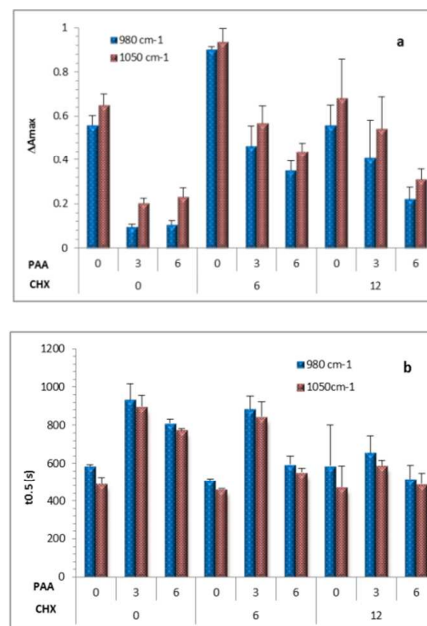 1
980 cm-1
1050 cm-1
a
0.8
0.6
ΔAmax
0.4
0.2
0
PAA 0 3 6 0 3 6 0 3 6
CHX 0 6 12
1200
980 cm-1
b
1000
1050cm-1
800
600
t0.5 [s]
400
200
0
PAA 0 3 6 0 3 6 0 3 6
CHX 0 6 12